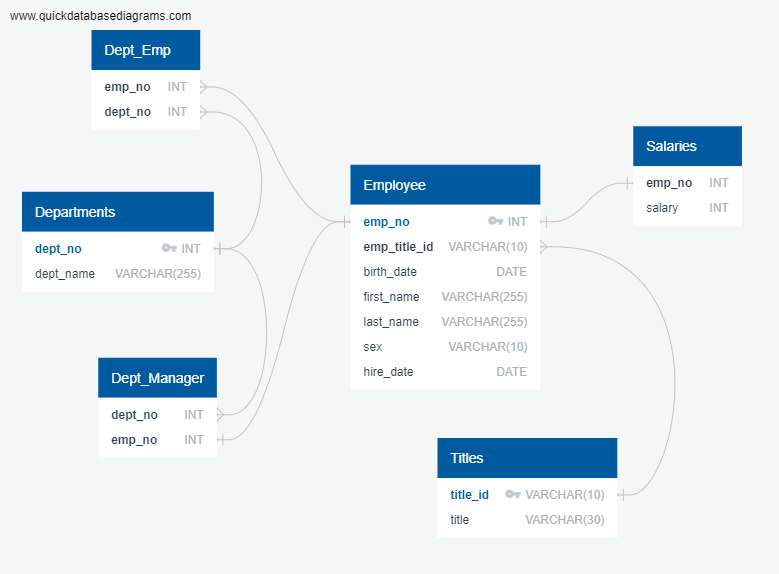 www.quickdatabasediagrams.com
Dept_Emp
emp_no INT
dept_no INT
Departments
dept_no INT
dept_name VARCHAR(255)
Dept_Manager
dept_no INT
emp_no INT
Employee
emp_no INT
emp_title_id VARCHAR(10)
birth_date DATE
first_name VARCHAR(255)
last_name VARCHAR(255)
sex VARCHAR(10)
hire_date DATE
Salaries
emp_no INT
salary INT
Titles
title_id VARCHAR(10)
title VARCHAR(30)